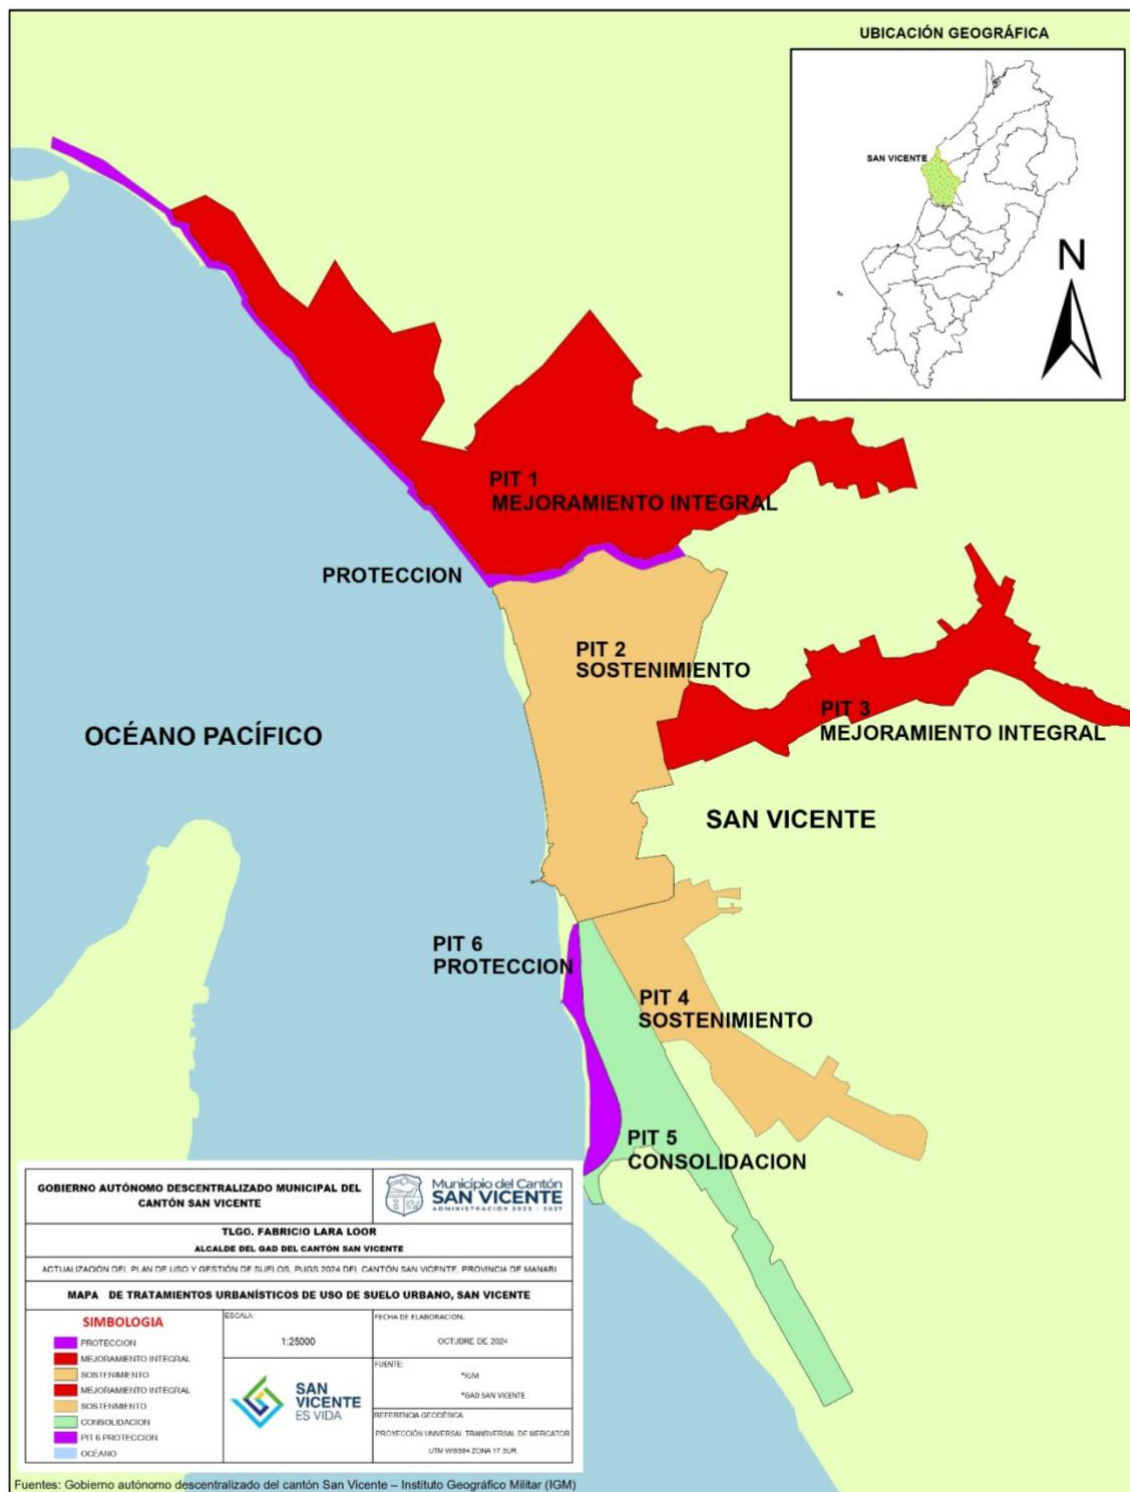 UBICACIÓN GEOGRÁFICA
SAN VICENTE
N
PIT 1
MEJORAMIENTO INTEGRAL
PROTECCION
PIT 2
SOSTENIMIENTO
OCÉANO PACÍFICO
PIT 3
MEJORAMIENTO INTEGRAL
SAN VICENTE
PIT 6
PROTECCION
PIT 4
SOSTENIMIENTO
PIT 5
CONSOLIDACION
GOBIERNO AUTÓNOMO DESCENTRALIZADO MUNICIPAL DEL
CANTÓN SAN VICENTE
Municipio del Cantón
SAN VICENTE
ADMINISTRACIÓN 2023 - 2027
TLGO. FABRICIO LARA LOOR
ALCALDE DEL GAD DEL CANTÓN SAN VICENTE
ACTUALIZACIÓN DEL PLAN DE USO Y GESTIÓN DE SUELOS, PUGS 2024 DEL CANTÓN SAN VICENTE, PROVINCIA DE MANABI
MAPA DE TRATAMIENTOS URBANÍSTICOS DE USO DE SUELO URBANO, SAN VICENTE
SIMBOLOGIA
PROTECCION
MEJORAMIENTO INTEGRAL
SOSTENIMIENTO
MEJORAMIENTO INTEGRAL
SOSTENIMIENTO
CONSOLIDACION
PIT 6 PROTECCION
OCÉANO
ESCALA:
1:25000
SAN
VICENTE
ES VIDA
FECHA DE ELABORACIÓN:
OCTUBRE DE 2024
FUENTE:
*IGM
*GAD SAN VICENTE
REFERENCIA GEODÉSICA:
PROYECCIÓN UNIVERSAL TRANSVERSAL DE MERCATOR
UTM WGS84 ZONA 17 SUR
Fuentes: Gobierno autónomo descentralizado del cantón San Vicente – Instituto Geográfico Militar (IGM)